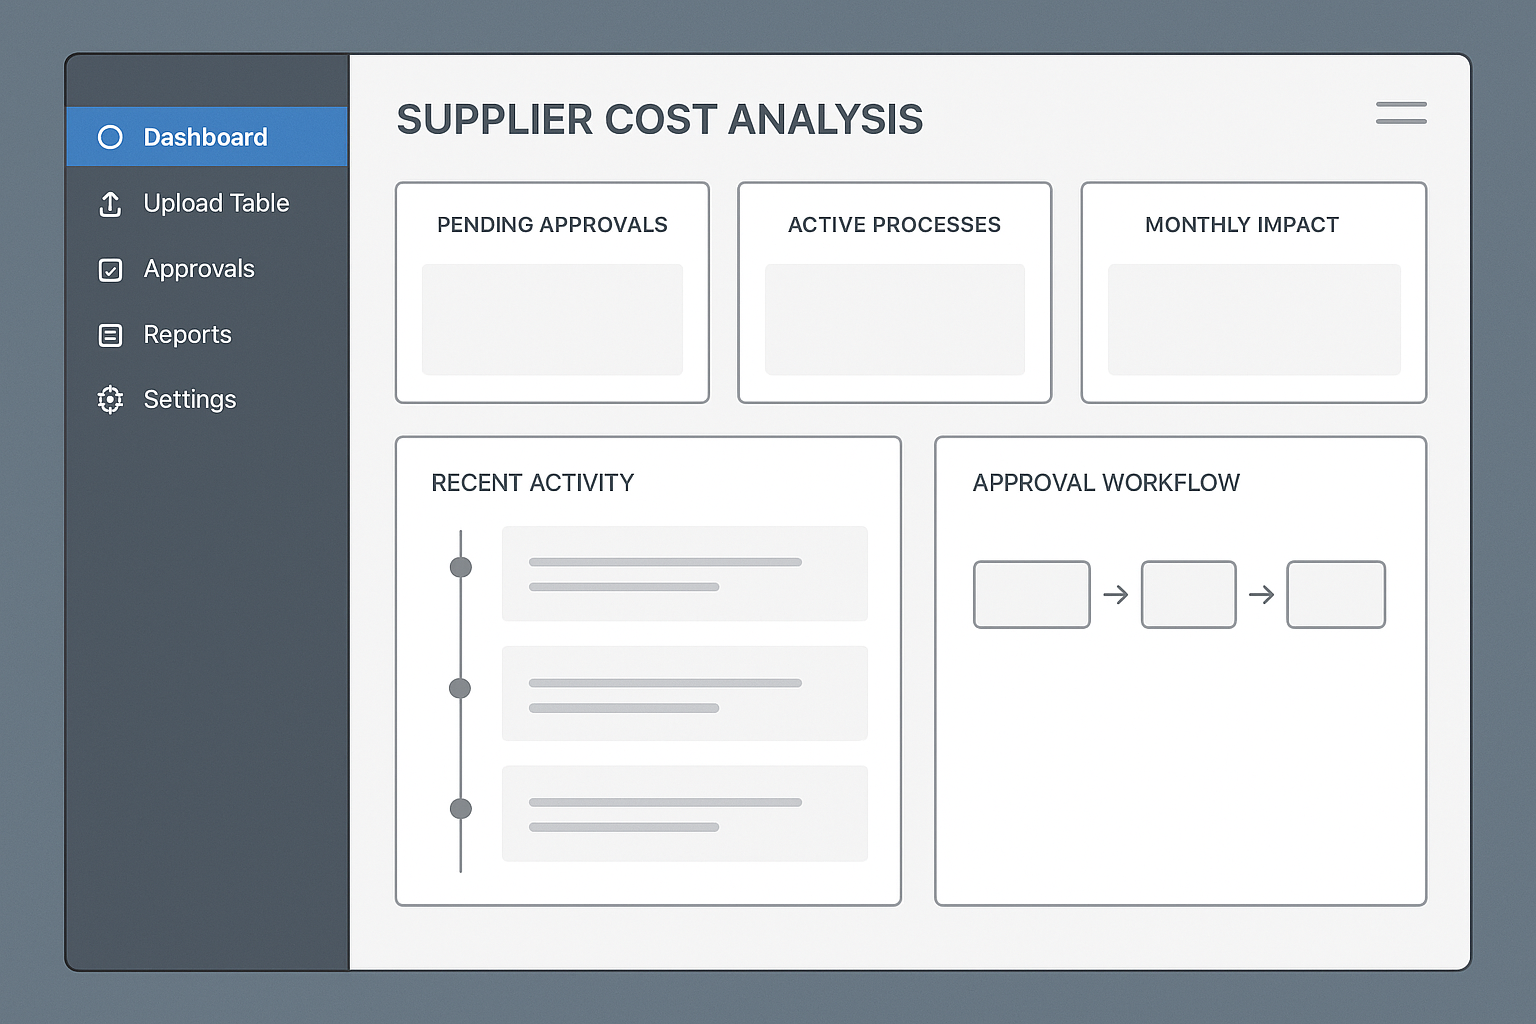 Dashboard
Upload Table
Approvals
Reports
Settings
SUPPLIER COST ANALYSIS
PENDING APPROVALS
ACTIVE PROCESSES
MONTHLY IMPACT
RECENT ACTIVITY
APPROVAL WORKFLOW